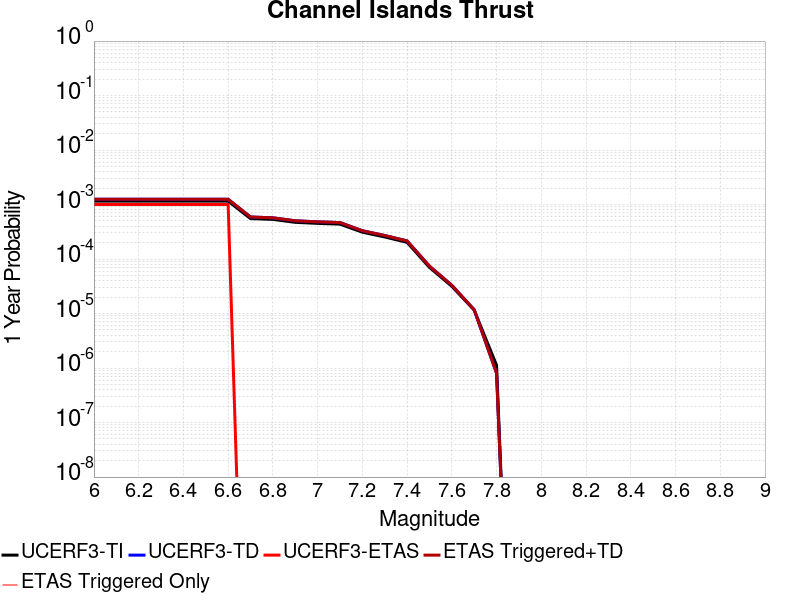 Channel Islands Thrust
10^0
10^-1
10^-2
10^-3
10^-4
10^-5
10^-6
10^-7
10^-8
1 Year Probability
6 6.2 6.4 6.6 6.8 7 7.2 7.4 7.6 7.8 8 8.2 8.4 8.6 8.8 9
Magnitude
UCERF3-TI UCERF3-TD UCERF3-ETAS ETAS Triggered+TD
ETAS Triggered Only